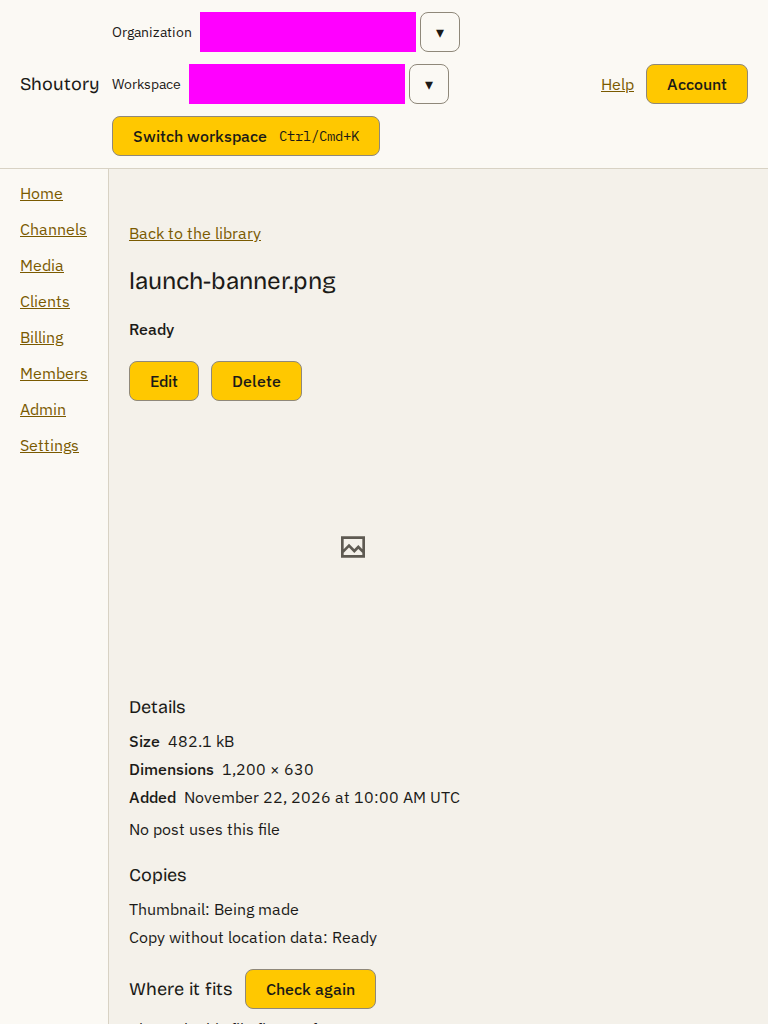 Organization ▼
Shoutory Workspace ▼ Help Account
Switch workspace Ctrl/Cmd+K
Home
Channels
Media
Clients
Billing
Members
Admin
Settings
Back to the library
launch-banner.png
Ready
Edit Delete
Details
Size 482.1 kB
Dimensions 1,200 × 630
Added November 22, 2026 at 10:00 AM UTC
No post uses this file
Copies
Thumbnail: Being made
Copy without location data: Ready
Where it fits Check again